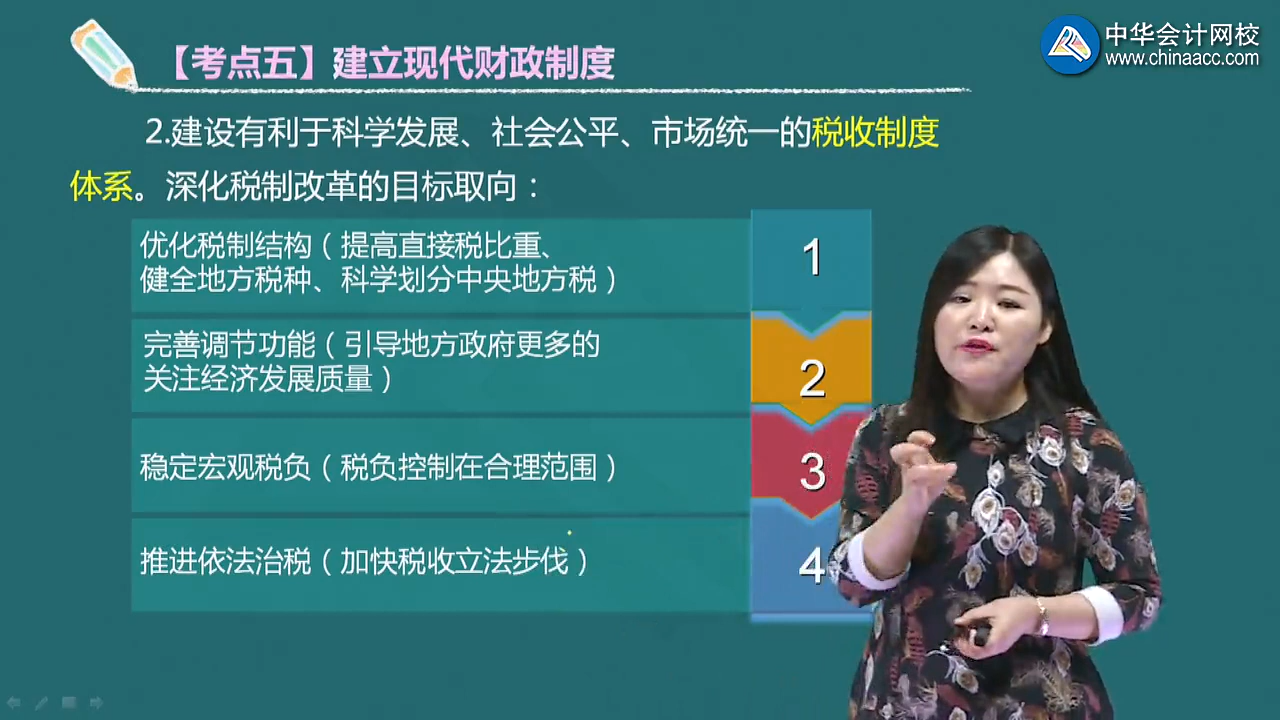 【考点五】建立现代财政制度
中华会计网校
www.chinaacc.com
2.建设有利于科学发展、社会公平、市场统一的税收制度
体系。深化税制改革的目标取向：
优化税制结构（提高直接税比重、
健全地方税种、科学划分中央地方税）
1
完善调节功能（引导地方政府更多的
关注经济发展质量）
2
稳定宏观税负（税负控制在合理范围）
3
推进依法治税（加快税收立法步伐）
4